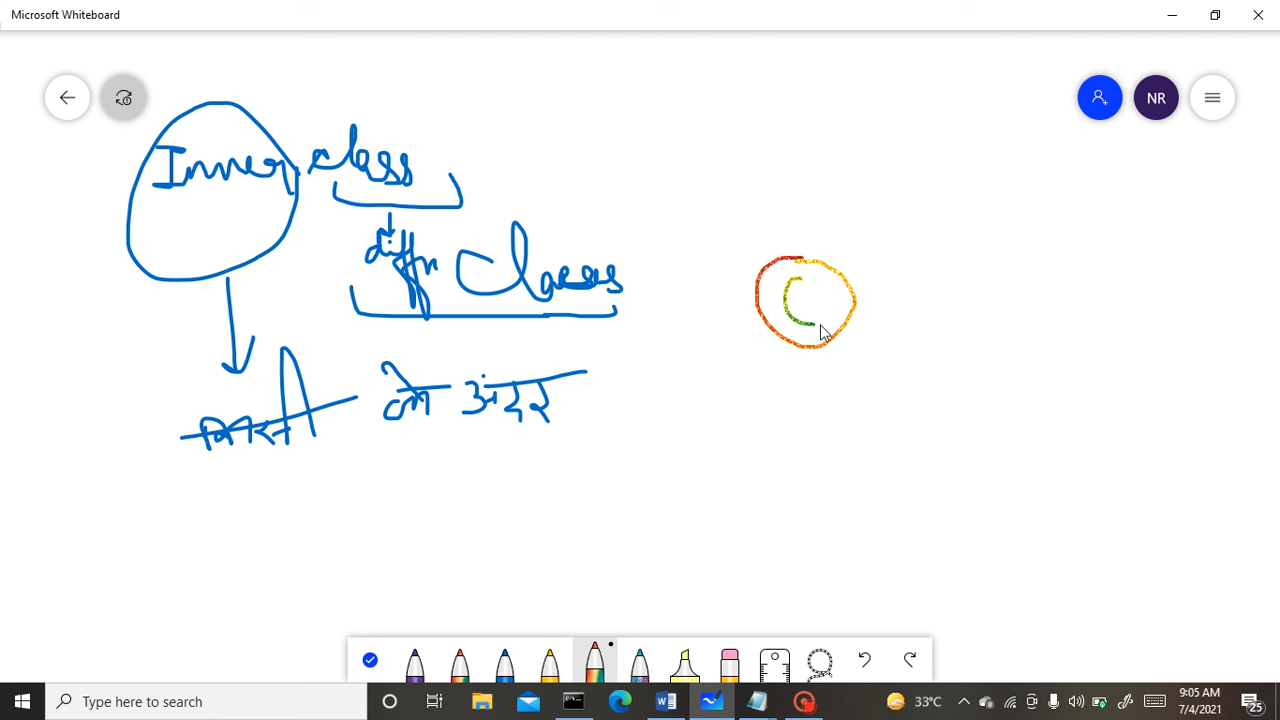 Microsoft Whiteboard
NR
Inner class
diffn Classes
किसी के अंदर
Type here to search
33°C
9:05 AM
7/4/2021
25